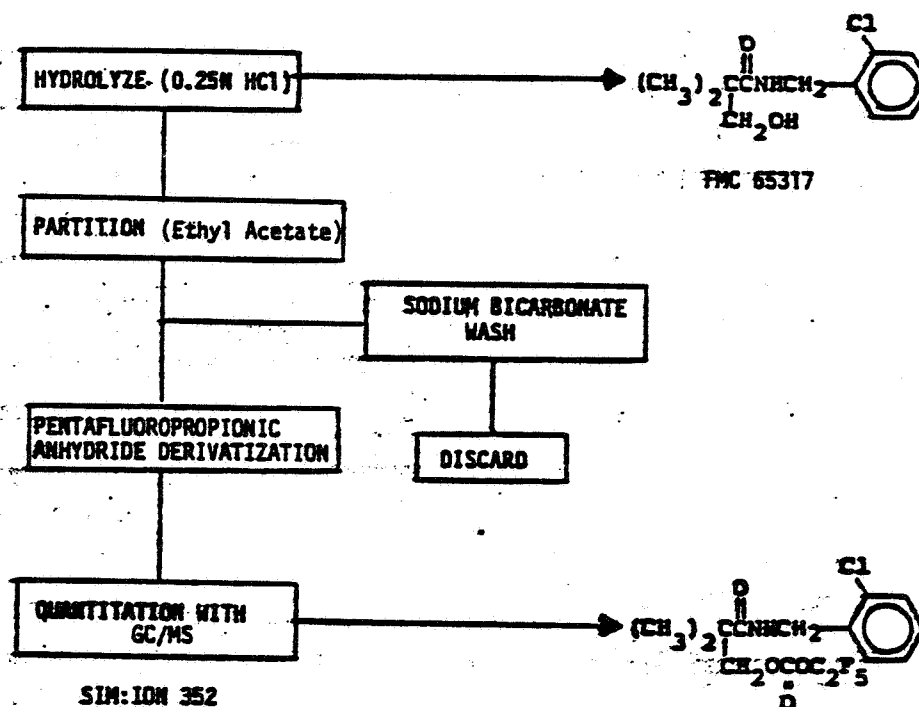 Cl
O
HYDROLYZE- (0.25N HCl)
(CH3)2CCNHCH2
CH2OH
FMC 65317
PARTITION (Ethyl Acetate)
SODIUM BICARBONATE
WASH
PENTAFLUOROPROPIONIC
ANHYDRIDE DERIVATIZATION
DISCARD
Cl
O
QUANTITATION WITH
GC/MS
(CH3)2CCNHCH2
CH2OCOC2F5
O
SIM:ION 352